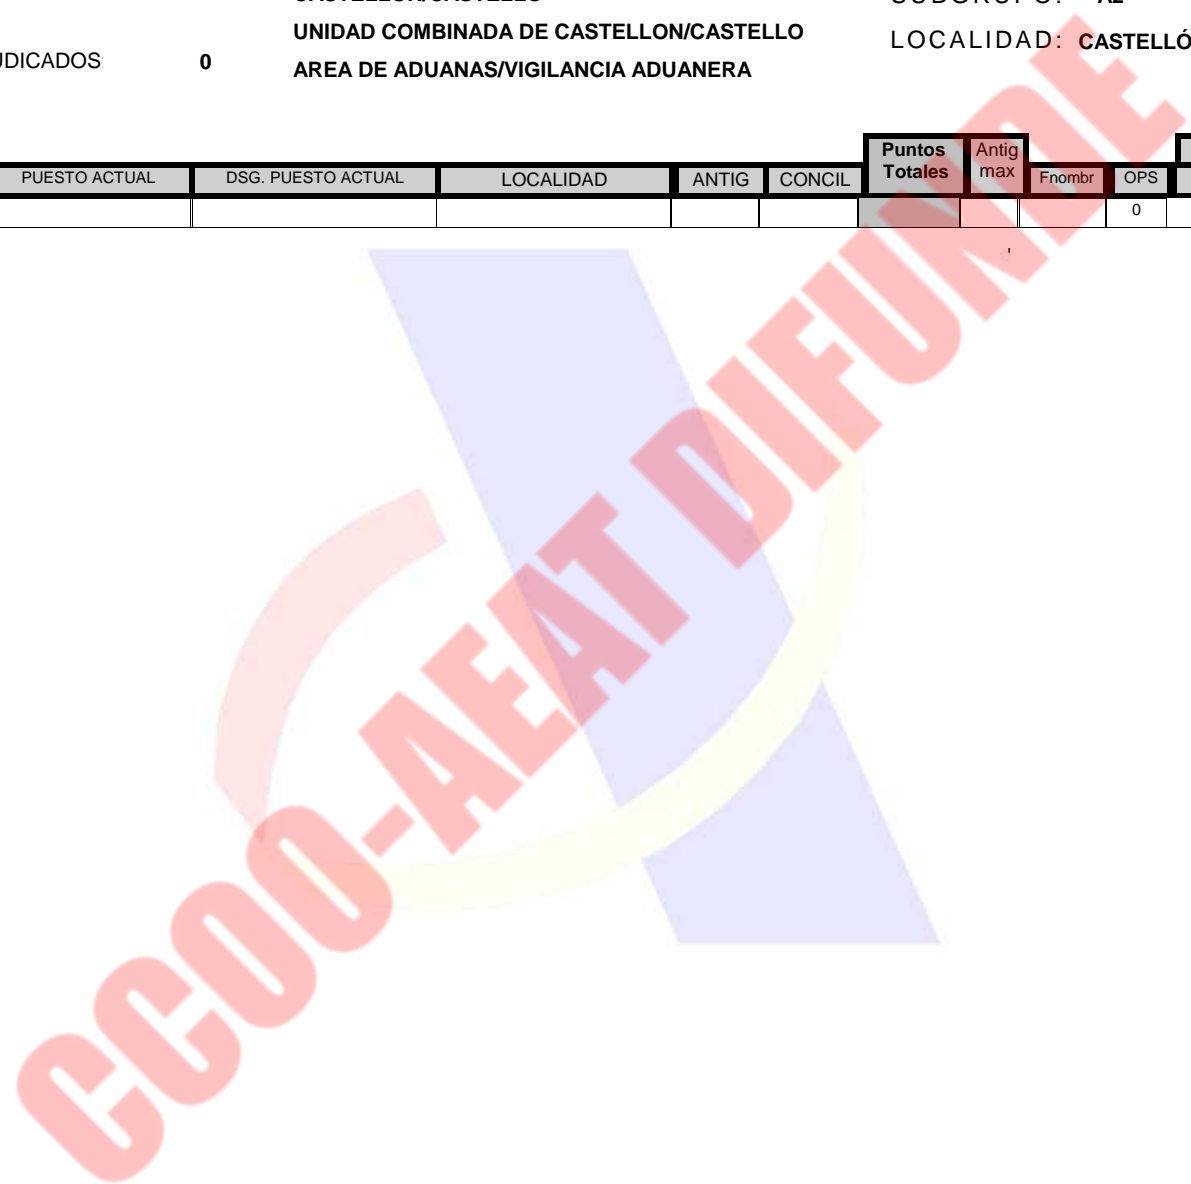 UNIDAD COMBINADA DE CASTELLON/CASTELLO
AREA DE ADUANAS/VIGILANCIA ADUANERA
LOCALIDAD: CASTELLÓ
UDICADOS: 0
PUESTO ACTUAL DSG. PUESTO ACTUAL LOCALIDAD ANTIG CONCIL Puntos Totales Antig max Fnombr OPS
0
CCOO-AEAT DIFUNDE